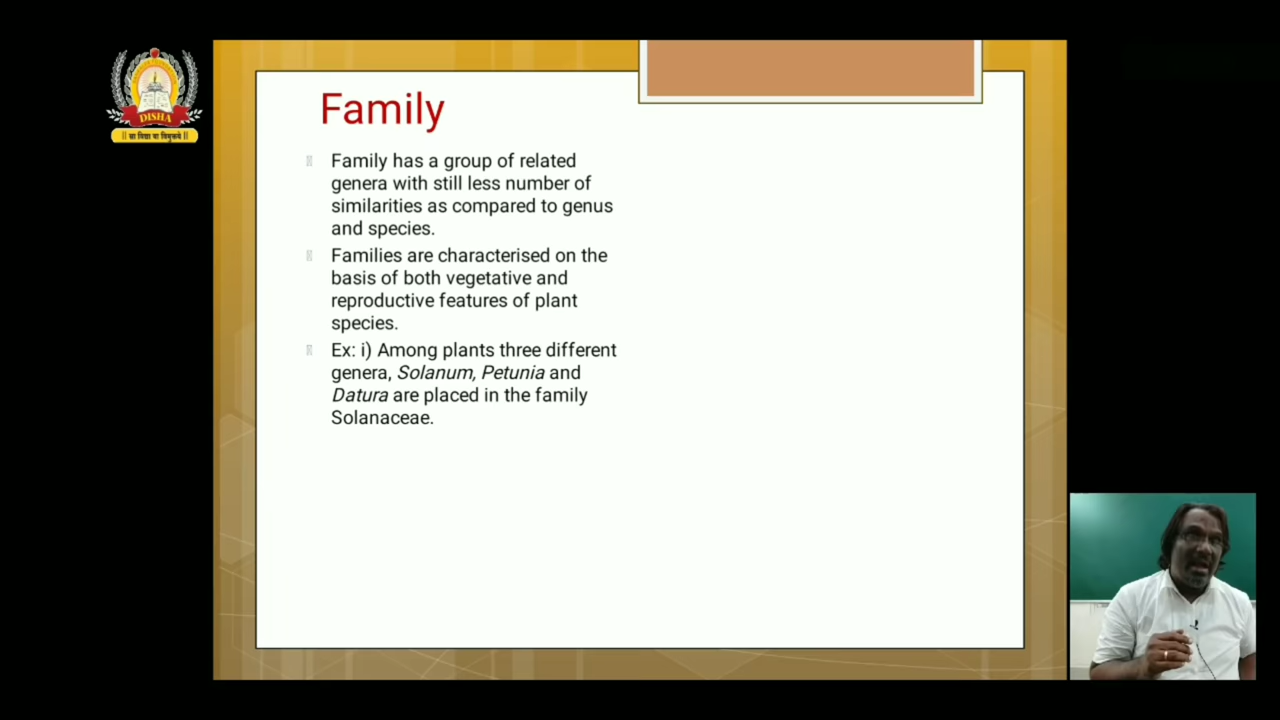 DISHA
|| सा विद्या या विमुक्तये ||
Family
Family has a group of related
genera with still less number of
similarities as compared to genus
and species.
Families are characterised on the
basis of both vegetative and
reproductive features of plant
species.
Ex: i) Among plants three different
genera, Solanum, Petunia and
Datura are placed in the family
Solanaceae.